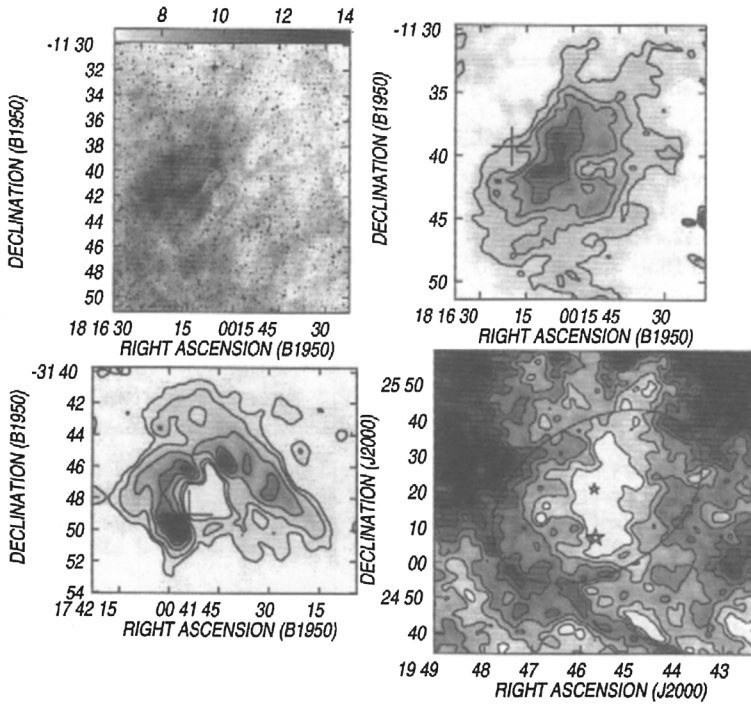 8 10 12 14
-11 30
32
34
36
38
40
42
44
46
48
50
DECLINATION (B1950)
18 16 30 15 0015 45 30
RIGHT ASCENSION (B1950)
-11 30
35
40
45
50
DECLINATION (B1950)
18 16 30 15 0015 45 30
RIGHT ASCENSION (B1950)
-31 40
42
44
46
48
50
52
54
DECLINATION (B1950)
17 42 15 00 41 45 30 15
RIGHT ASCENSION (B1950)
25 50
40
30
20
10
00
24 50
40
DECLINATION (J2000)
19 49 48 47 46 45 44 43
RIGHT ASCENSION (J2000)